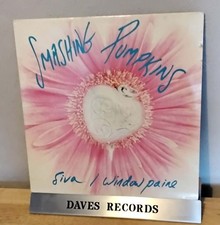 SMASHING PUMPKINS
siva / window paine
DAVES RECORDS